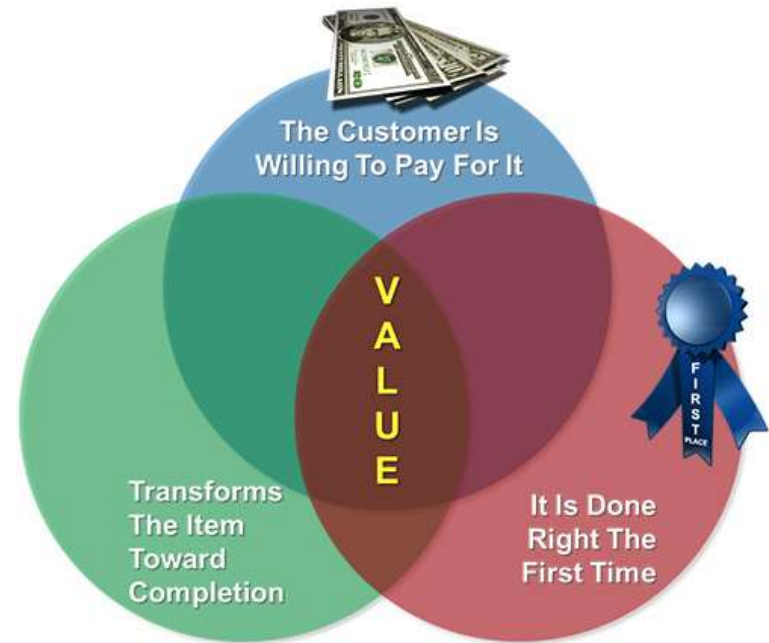 The Customer Is
Willing To Pay For It
V
A
L
U
E
Transforms
The Item
Toward
Completion
It Is Done
Right The
First Time
F
I
R
S
T
PLACE